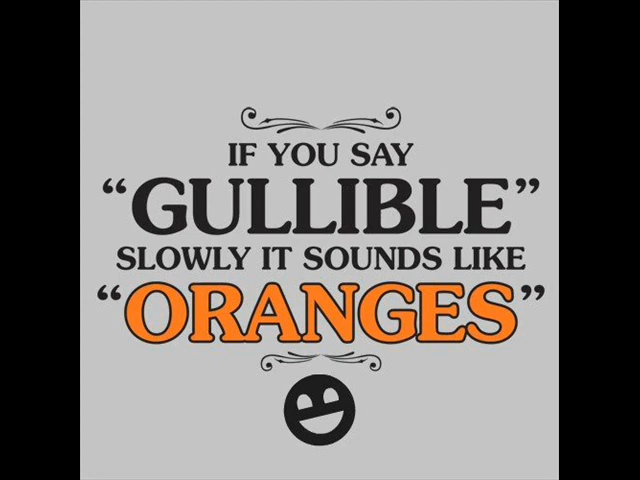 IF YOU SAY
“GULLIBLE”
SLOWLY IT SOUNDS LIKE
“ORANGES”